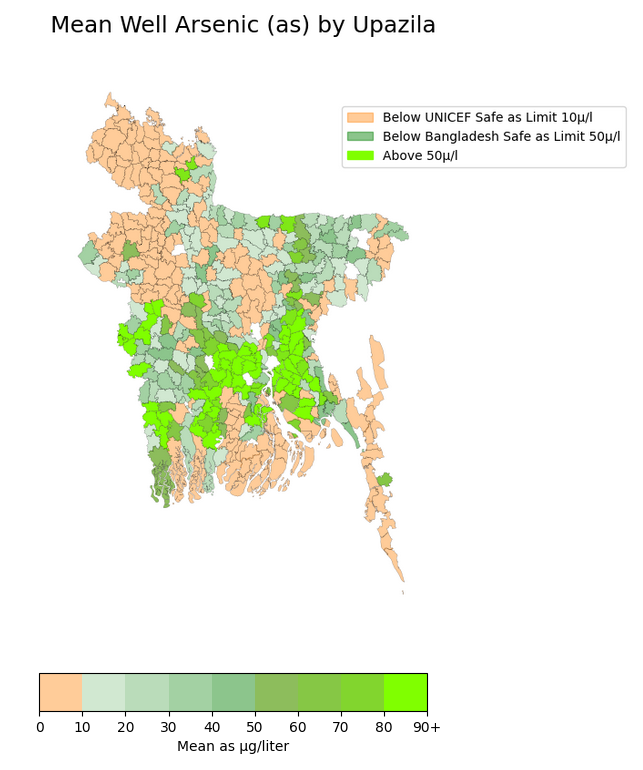 Mean Well Arsenic (as) by Upazila
Below UNICEF Safe as Limit 10μ/l
Below Bangladesh Safe as Limit 50μ/l
Above 50μ/l
0 10 20 30 40 50 60 70 80 90+
Mean as μg/liter